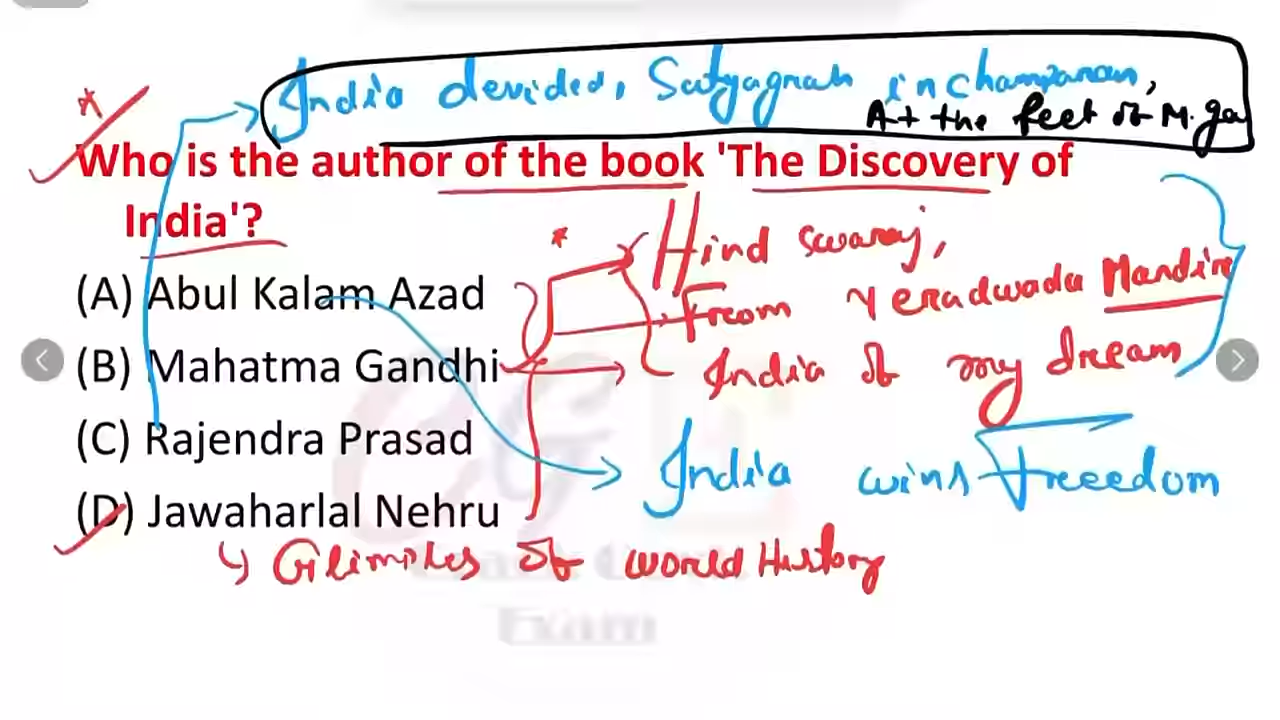 India devided, Satyagrah in champaran,
At the feet of M. ga
Who is the author of the book 'The Discovery of
India'?
(A) Abul Kalam Azad
(B) Mahatma Gandhi
(C) Rajendra Prasad
(D) Jawaharlal Nehru
Hind swaraj,
From Yeradwada Mandire
India of my dream
India wins freedom
Glimples of world History
Exam